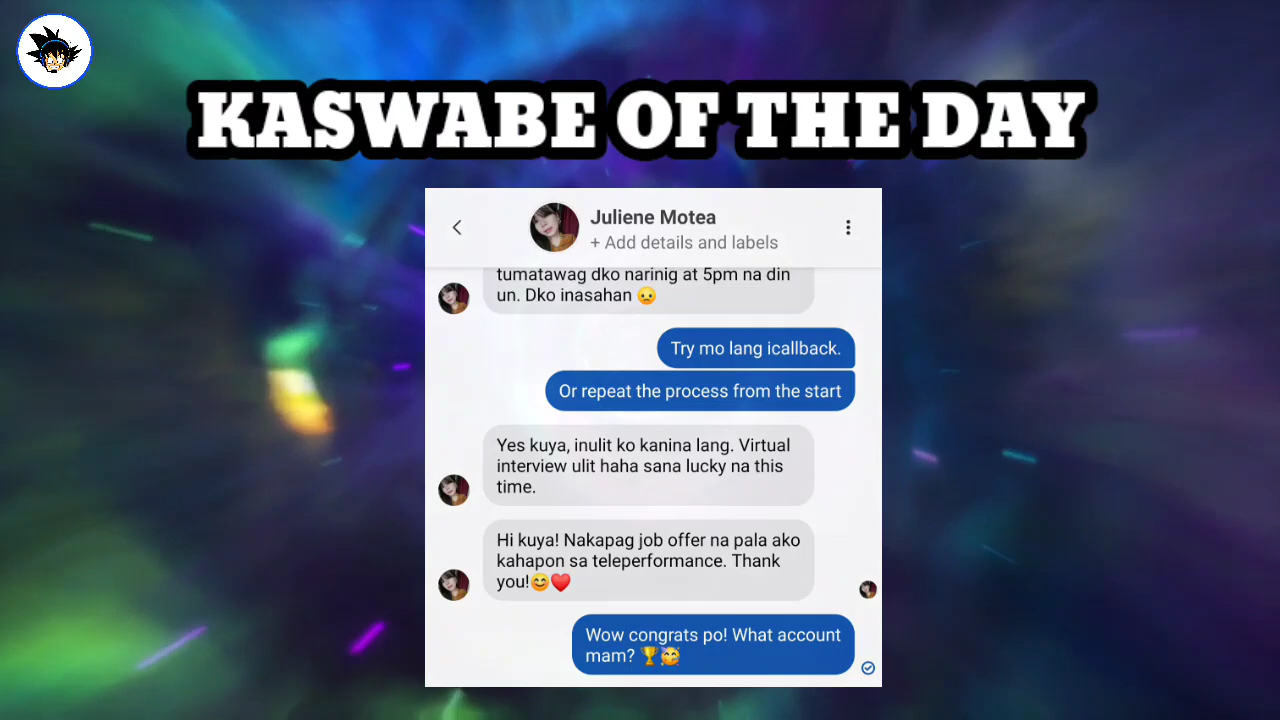 KASWABE OF THE DAY
Juliene Motea
+ Add details and labels
tumatawag dko narinig at 5pm na din
un. Dko inasahan 😟
Try mo lang icallback.
Or repeat the process from the start
Yes kuya, inulit ko kanina lang. Virtual
interview ulit haha sana lucky na this
time.
Hi kuya! Nakapag job offer na pala ako
kahapon sa teleperformance. Thank
you!😊❤️
Wow congrats po! What account
mam? 🏆🥳